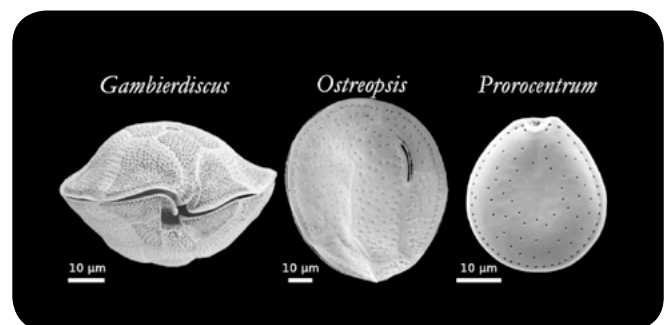 Gambierdiscus
Ostreopsis
Prorocentrum
10 µm
10 µm
10 µm